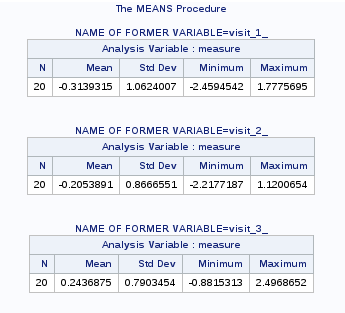 The MEANS Procedure
NAME OF FORMER VARIABLE=visit_1_
Analysis Variable : measure
N Mean Std Dev Minimum Maximum
20 -0.3139315 1.0624007 -2.4594542 1.7775695
NAME OF FORMER VARIABLE=visit_2_
Analysis Variable : measure
N Mean Std Dev Minimum Maximum
20 -0.2053891 0.8666551 -2.2177187 1.1200654
NAME OF FORMER VARIABLE=visit_3_
Analysis Variable : measure
N Mean Std Dev Minimum Maximum
20 0.2436875 0.7903454 -0.8815313 2.4968652